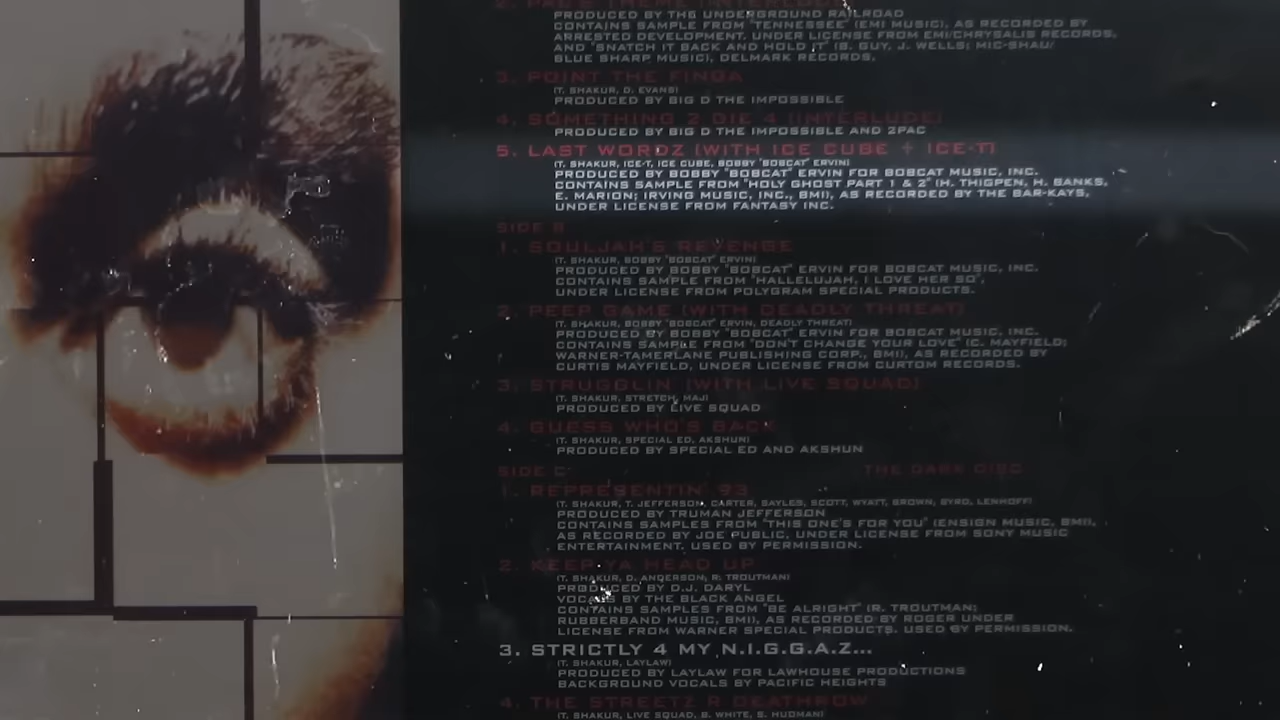 2. PAC'S THEME (INTERLUDE)
PRODUCED BY THE UNDERGROUND RAILROAD
CONTAINS SAMPLE FROM "TENNESSEE" (EMI MUSIC), AS RECORDED BY
ARRESTED DEVELOPMENT, UNDER LICENSE FROM EMI/CHRYSALIS RECORDS,
AND "SNATCH IT BACK AND HOLD IT" (B. GUY, J. WELLS; MIC-SHAU/
BLUE SHARP MUSIC), DELMARK RECORDS.
3. POINT THE FINGA
(T. SHAKUR, D. EVANS)
PRODUCED BY BIG D THE IMPOSSIBLE
4. SOMETHING 2 DIE 4 (INTERLUDE)
PRODUCED BY BIG D THE IMPOSSIBLE AND 2PAC
5. LAST WORDZ (WITH ICE CUBE + ICE-T)
(T. SHAKUR, ICE-T, ICE CUBE, BOBBY "BOBCAT" ERVIN)
PRODUCED BY BOBBY "BOBCAT" ERVIN FOR BOBCAT MUSIC, INC.
CONTAINS SAMPLE FROM "HOLY GHOST PART 1 & 2" (H. THIGPEN, H. BANKS,
E. MARION; IRVING MUSIC, INC., BMI), AS RECORDED BY THE BAR-KAYS,
UNDER LICENSE FROM FANTASY INC.
SIDE B
1. SOULJAH'S REVENGE
(T. SHAKUR, BOBBY "BOBCAT" ERVIN)
PRODUCED BY BOBBY "BOBCAT" ERVIN FOR BOBCAT MUSIC, INC.
CONTAINS SAMPLE FROM "HALLELUJAH, I LOVE HER SO",
UNDER LICENSE FROM POLYGRAM SPECIAL PRODUCTS.
2. PEEP GAME (WITH DEADLY THREAT)
(T. SHAKUR, BOBBY "BOBCAT" ERVIN, DEADLY THREAT)
PRODUCED BY BOBBY "BOBCAT" ERVIN FOR BOBCAT MUSIC, INC.
CONTAINS SAMPLE FROM "DON'T CHANGE YOUR LOVE" (C. MAYFIELD;
WARNER-TAMERLANE PUBLISHING CORP., BMI), AS RECORDED BY
CURTIS MAYFIELD, UNDER LICENSE FROM CURTOM RECORDS.
3. STRUGGLIN (WITH LIVE SQUAD)
(T. SHAKUR, STRETCH, MAJ)
PRODUCED BY LIVE SQUAD
4. GUESS WHO'S BACK
(T. SHAKUR, SPECIAL ED, AKSHUN)
PRODUCED BY SPECIAL ED AND AKSHUN
SIDE C: THE DARK DISC
1. REPRESENTIN' 93
(T. SHAKUR, T. JEFFERSON, CARTER, BAYLES, SCOTT, WYATT, BROWN, BYRD, LENHOFF)
PRODUCED BY TRUMAN JEFFERSON
CONTAINS SAMPLES FROM "THIS ONE'S FOR YOU" (ENSIGN MUSIC, BMI),
AS RECORDED BY JOE PUBLIC, UNDER LICENSE FROM SONY MUSIC
ENTERTAINMENT. USED BY PERMISSION.
2. KEEP YA HEAD UP
(T. SHAKUR, D. ANDERSON, R. TROUTMAN)
PRODUCED BY D.J. DARYL
VOCALS BY THE BLACK ANGEL
CONTAINS SAMPLES FROM "BE ALRIGHT" (R. TROUTMAN;
RUBBERBAND MUSIC, BMI), AS RECORDED BY ROGER UNDER
LICENSE FROM WARNER SPECIAL PRODUCTS. USED BY PERMISSION.
3. STRICTLY 4 MY N.I.G.G.A.Z...
(T. SHAKUR, LAYLAW)
PRODUCED BY LAYLAW FOR LAWHOUSE PRODUCTIONS
BACKGROUND VOCALS BY PACIFIC HEIGHTS
4. THE STREETZ R DEATHROW
(T. SHAKUR, LIVE SQUAD, B. WHITE, S. HUDMAN)